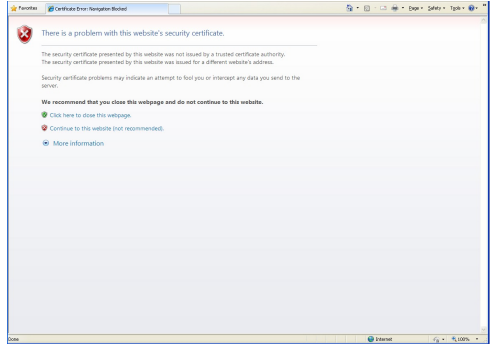 Favorites
Certificate Error: Navigation Blocked
Page
Safety
Tools
There is a problem with this website's security certificate.
The security certificate presented by this website was not issued by a trusted certificate authority.
The security certificate presented by this website was issued for a different website's address.
Security certificate problems may indicate an attempt to fool you or intercept any data you send to the
server.
We recommend that you close this webpage and do not continue to this website.
Click here to close this webpage.
Continue to this website (not recommended).
More information
Done
Internet
100%